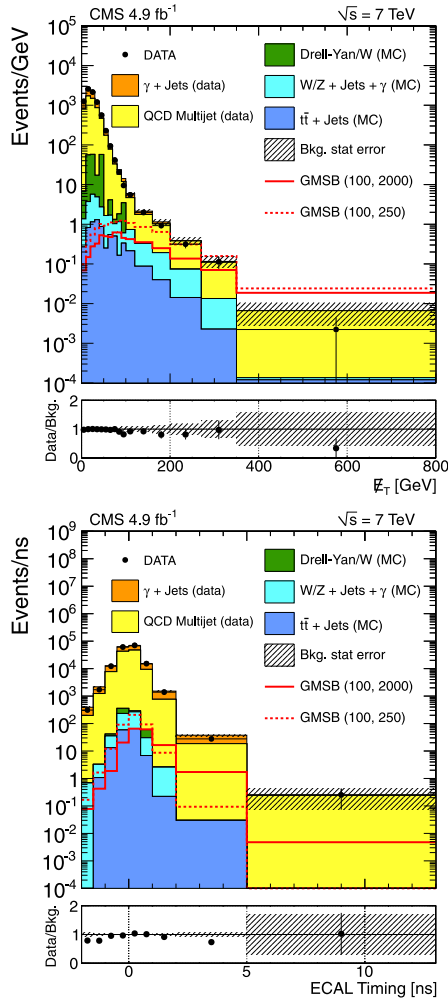 CMS 4.9 fb⁻¹ √s = 7 TeV
Events/GeV
10⁵
10⁴
10³
10²
10
1
10⁻¹
10⁻²
10⁻³
10⁻⁴
DATA
γ + Jets (data)
QCD Multijet (data)
Drell-Yan/W (MC)
W/Z + Jets + γ (MC)
tt̄ + Jets (MC)
Bkg. stat error
GMSB (100, 2000)
GMSB (100, 250)
Data/Bkg.
2
1
0
0 200 400 600 800
E̸_T [GeV]
CMS 4.9 fb⁻¹ √s = 7 TeV
Events/ns
10⁹
10⁸
10⁷
10⁶
10⁵
10⁴
10³
10²
10
1
10⁻¹
10⁻²
10⁻³
10⁻⁴
DATA
γ + Jets (data)
QCD Multijet (data)
Drell-Yan/W (MC)
W/Z + Jets + γ (MC)
tt̄ + Jets (MC)
Bkg. stat error
GMSB (100, 2000)
GMSB (100, 250)
Data/Bkg.
2
1
0
0 5 10
ECAL Timing [ns]